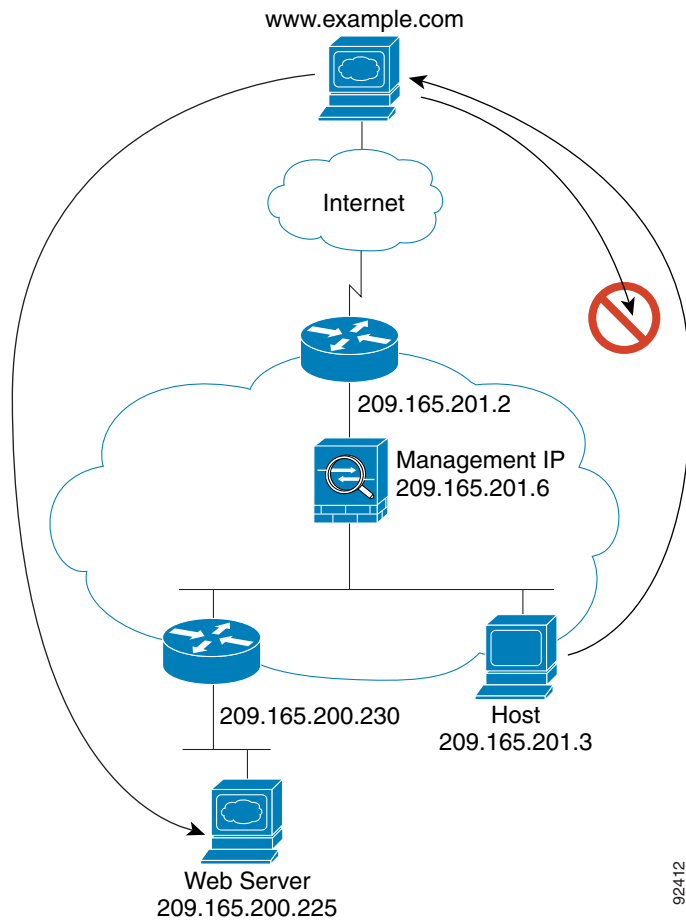 www.example.com
Internet
209.165.201.2
Management IP
209.165.201.6
209.165.200.230
Host
209.165.201.3
Web Server
209.165.200.225
92412